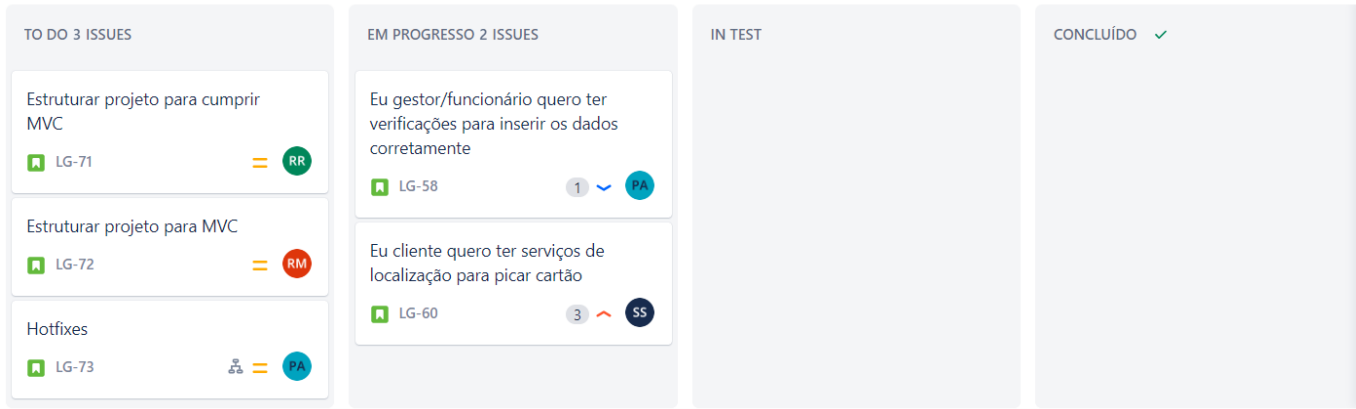 TO DO 3 ISSUES
Estruturar projeto para cumprir
MVC
LG-71
RR
Estruturar projeto para MVC
LG-72
RM
Hotfixes
LG-73
PA
EM PROGRESSO 2 ISSUES
Eu gestor/funcionário quero ter
verificações para inserir os dados
corretamente
LG-58
1
PA
Eu cliente quero ter serviços de
localização para picar cartão
LG-60
3
SS
IN TEST
CONCLUÍDO